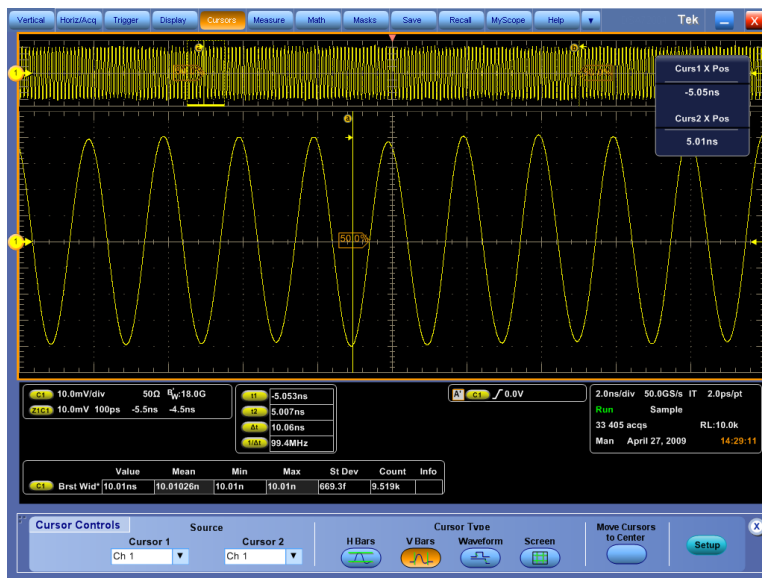 Vertical Horiz/Acq Trigger Display Cursors Measure Math Masks Save Recall MyScope Help Tek X
Curs1 X Pos
-5.05ns
Curs2 X Pos
5.01ns
1
1
50.0%
C1 10.0mV/div 50Ω BW:18.0G
Z1C1 10.0mV 100ps -5.5ns -4.5ns
t1 -5.053ns
t2 5.007ns
Δt 10.06ns
1/Δt 99.4MHz
A' C1 0.0V
2.0ns/div 50.0GS/s IT 2.0ps/pt
Run Sample
33 405 acqs RL:10.0k
Man April 27, 2009 14:29:11
Value Mean Min Max St Dev Count Info
C1 Brst Wid* 10.01ns 10.01026n 10.01n 10.01n 669.3f 9.519k
Cursor Controls Source Cursor Type Move Cursors to Center X
Cursor 1 Cursor 2 H Bars V Bars Waveform Screen Setup
Ch 1 Ch 1